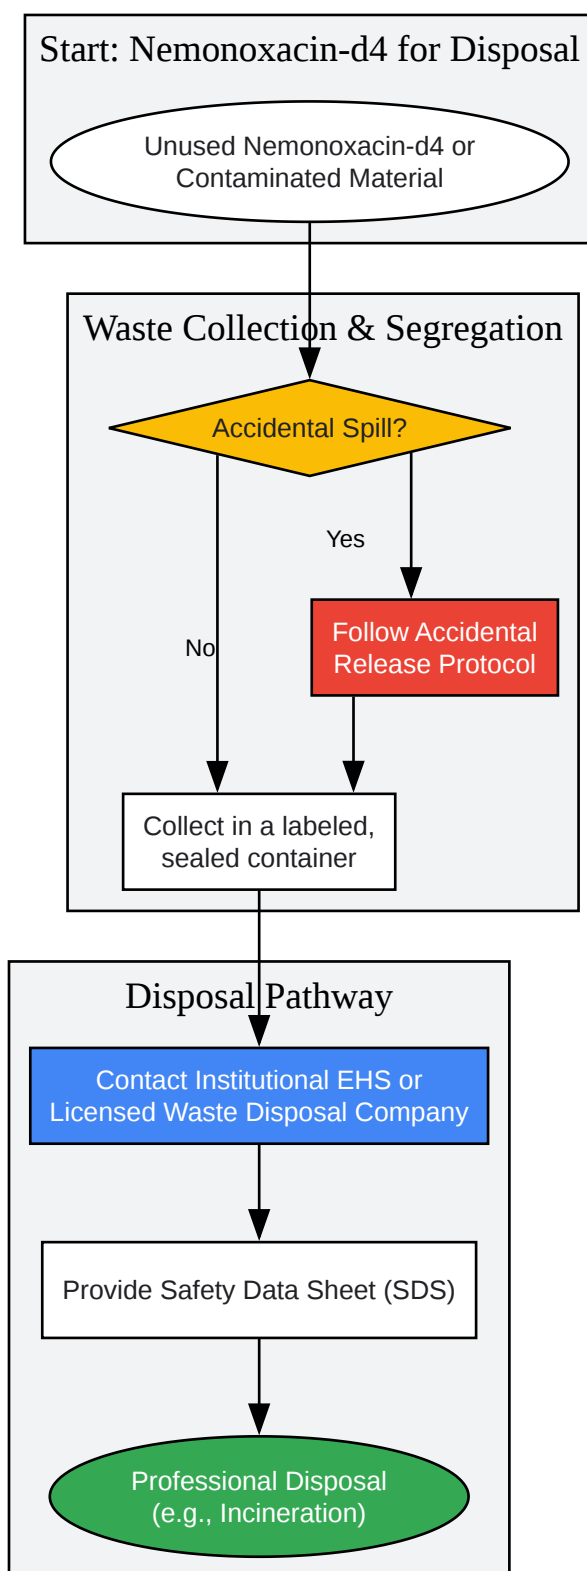 Start: Nemonoxacin-d4 for Disposal
Unused Nemonoxacin-d4 or
Contaminated Material
Waste Collection & Segregation
Accidental Spill?
Yes
Follow Accidental
Release Protocol
No
Collect in a labeled,
sealed container
Disposal Pathway
Contact Institutional EHS or
Licensed Waste Disposal Company
Provide Safety Data Sheet (SDS)
Professional Disposal
(e.g., Incineration)